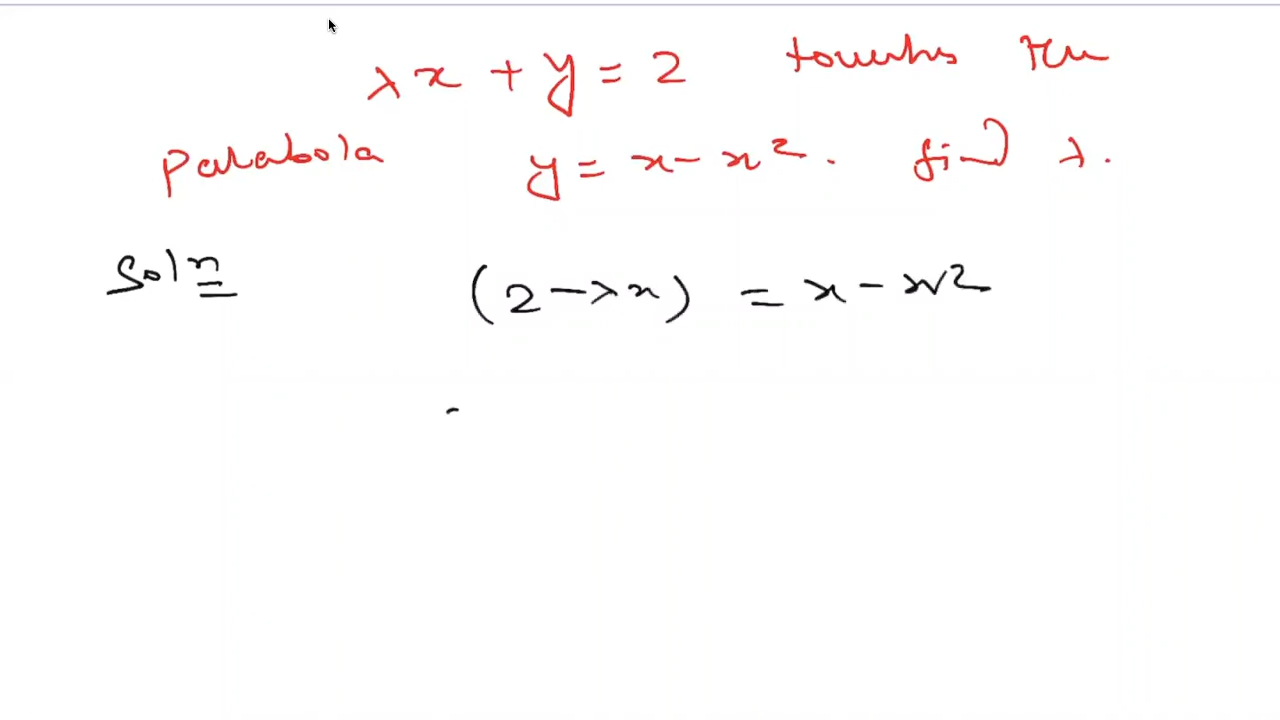 λx + y = 2 touches the
parabola y = x - x². find λ.
Solⁿ (2 - λx) = x - x²